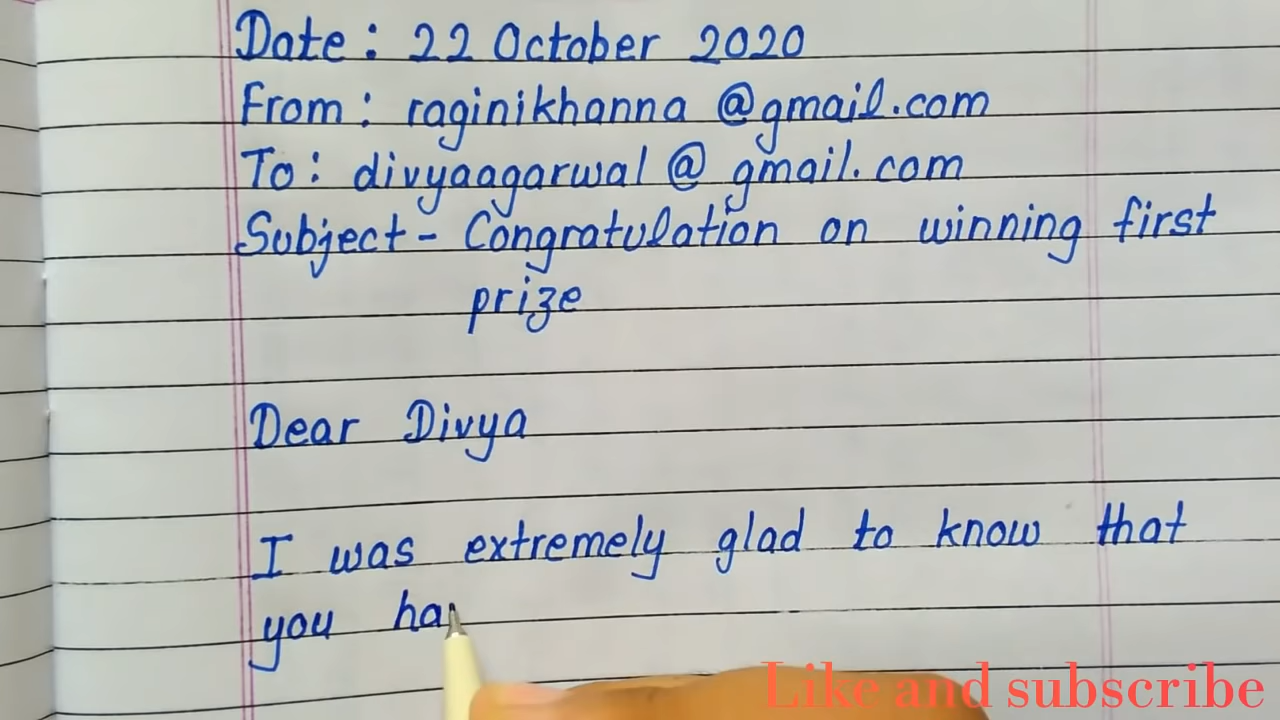 Date : 22 October 2020
From : raginikhanna @gmail.com
To : divyaagarwal @ gmail. com
Subject - Congratulation on winning first
prize
Dear Divya
I was extremely glad to know that
you ha
Like and subscribe